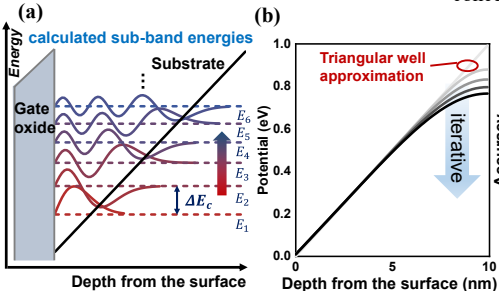 (a)
calculated sub-band energies
Energy
Substrate
Gate
oxide
E6
E5
E4
E3
E2
E1
ΔEc
Depth from the surface
(b)
Triangular well
approximation
iterative
Potential (eV)
1.0
0.8
0.6
0.4
0.2
0.0
0
5
10
Depth from the surface (nm)